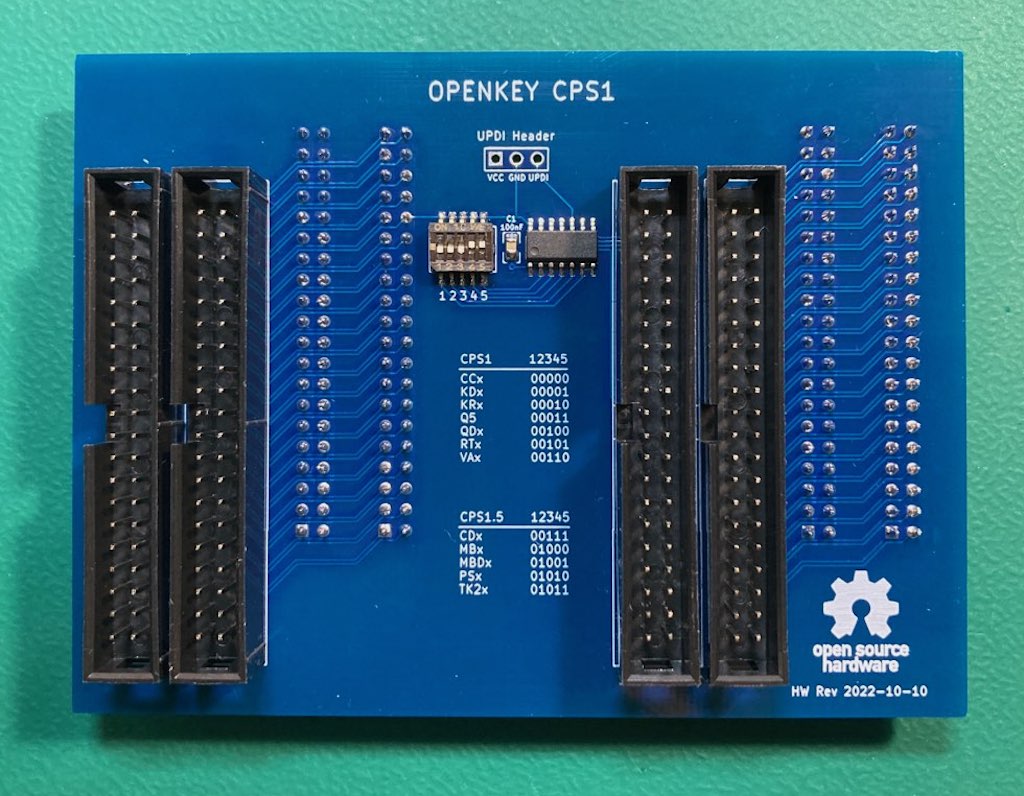 OPENKEY CPS1
UPDI Header
VCC GND UPDI
C1
100nF
ON
12345
CPS1 12345
CCx 00000
KDx 00001
KRx 00010
Q5 00011
QDx 00100
RTx 00101
VAx 00110
CPS1.5 12345
CDx 00111
MBx 01000
MBDx 01001
PSx 01010
TK2x 01011
open source
hardware
HW Rev 2022-10-10